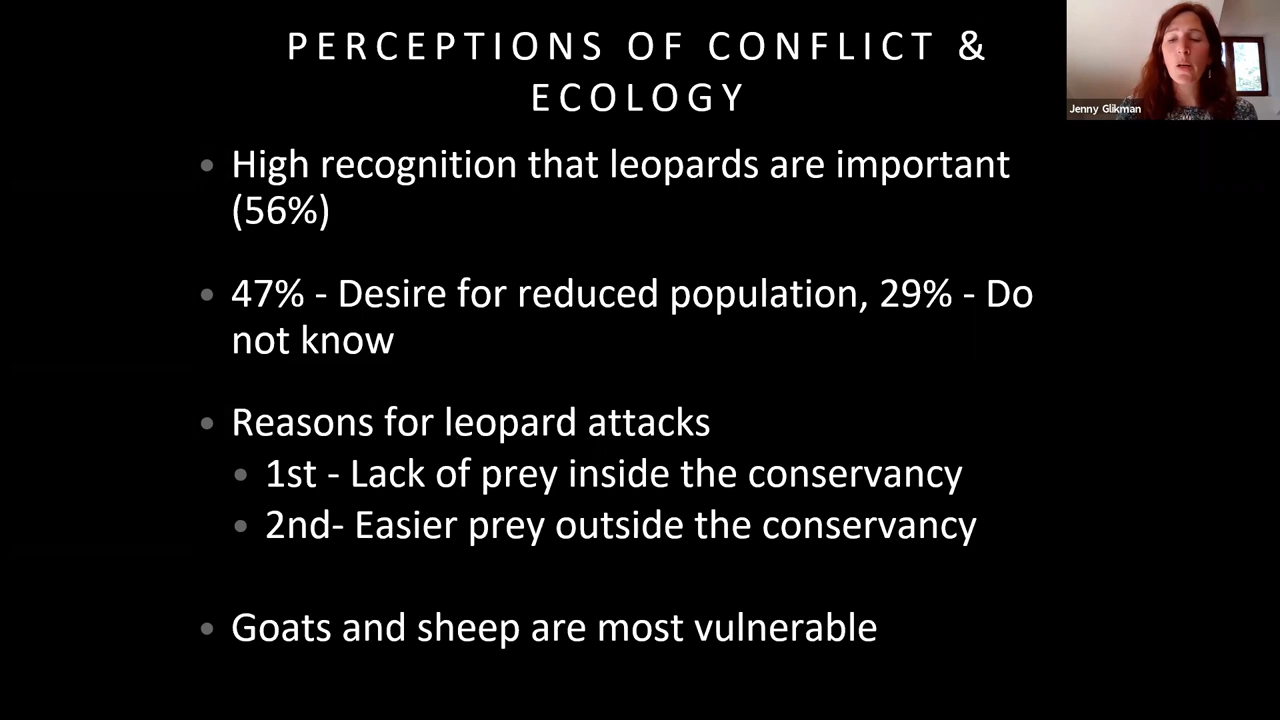 PERCEPTIONS OF CONFLICT &
ECOLOGY
Jenny Glikman
• High recognition that leopards are important
(56%)
• 47% - Desire for reduced population, 29% - Do
not know
• Reasons for leopard attacks
• 1st - Lack of prey inside the conservancy
• 2nd- Easier prey outside the conservancy
• Goats and sheep are most vulnerable